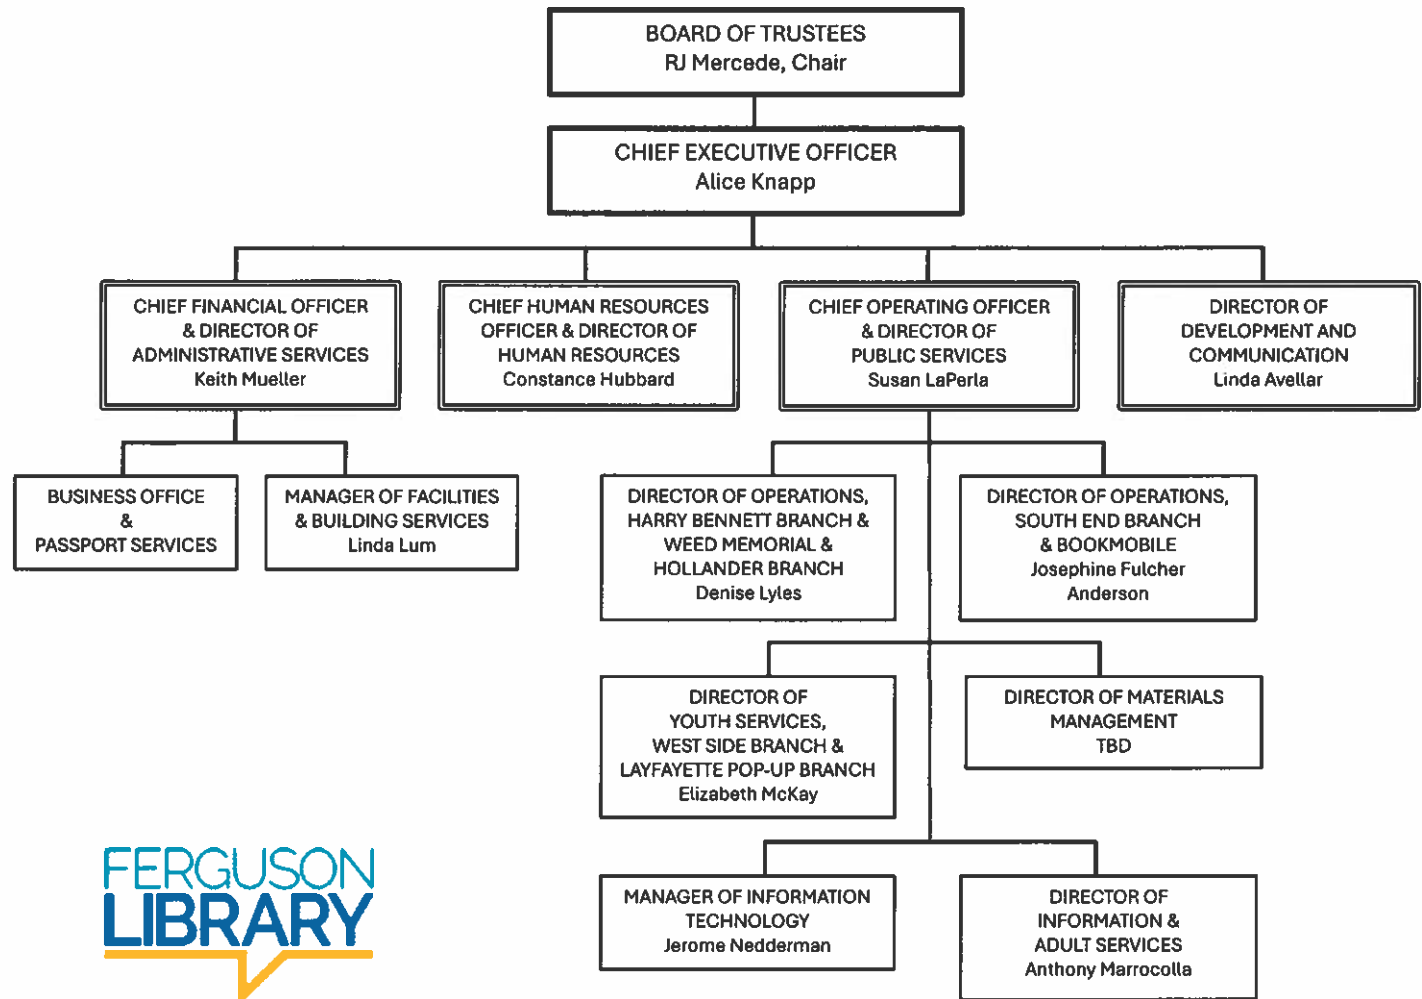 BOARD OF TRUSTEES
RJ Mercede, Chair
CHIEF EXECUTIVE OFFICER
Alice Knapp
CHIEF FINANCIAL OFFICER
& DIRECTOR OF
ADMINISTRATIVE SERVICES
Keith Mueller
CHIEF HUMAN RESOURCES
OFFICER & DIRECTOR OF
HUMAN RESOURCES
Constance Hubbard
CHIEF OPERATING OFFICER
& DIRECTOR OF
PUBLIC SERVICES
Susan LaPerla
DIRECTOR OF
DEVELOPMENT AND
COMMUNICATION
Linda Avellar
BUSINESS OFFICE
&
PASSPORT SERVICES
MANAGER OF FACILITIES
& BUILDING SERVICES
Linda Lum
DIRECTOR OF OPERATIONS,
HARRY BENNETT BRANCH &
WEED MEMORIAL &
HOLLANDER BRANCH
Denise Lyles
DIRECTOR OF OPERATIONS,
SOUTH END BRANCH
& BOOKMOBILE
Josephine Fulcher
Anderson
DIRECTOR OF
YOUTH SERVICES,
WEST SIDE BRANCH &
LAYFAYETTE POP-UP BRANCH
Elizabeth McKay
DIRECTOR OF MATERIALS
MANAGEMENT
TBD
MANAGER OF INFORMATION
TECHNOLOGY
Jerome Nedderman
DIRECTOR OF
INFORMATION &
ADULT SERVICES
Anthony Marrocolla
FERGUSON
LIBRARY